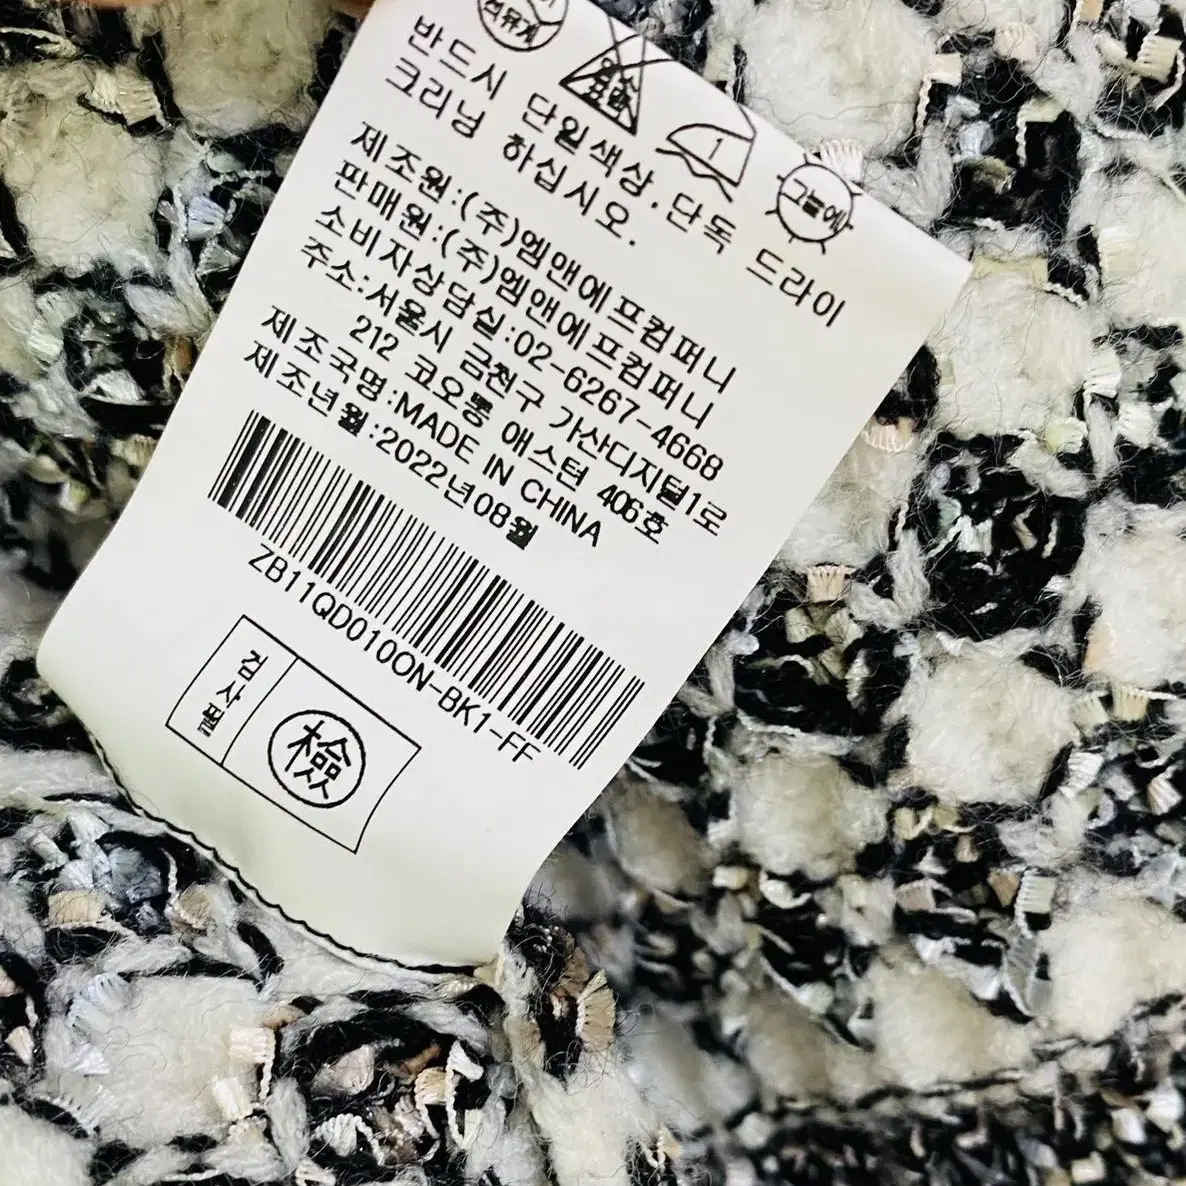 석유계
염소
표백
1
그늘에
반드시 단일색상.단독 드라이
크리닝 하십시오.
제조원:(주)엠앤에프컴퍼니
판매원:(주)엠앤에프컴퍼니
소비자상담실:02-6267-4668
주소:서울시 금천구 가산디지털1로
212 코오롱 애스턴 406호
제조국명:MADE IN CHINA
제조년월:2022년08월
ZB11QD010ON-BK1-FF
검사필
檢